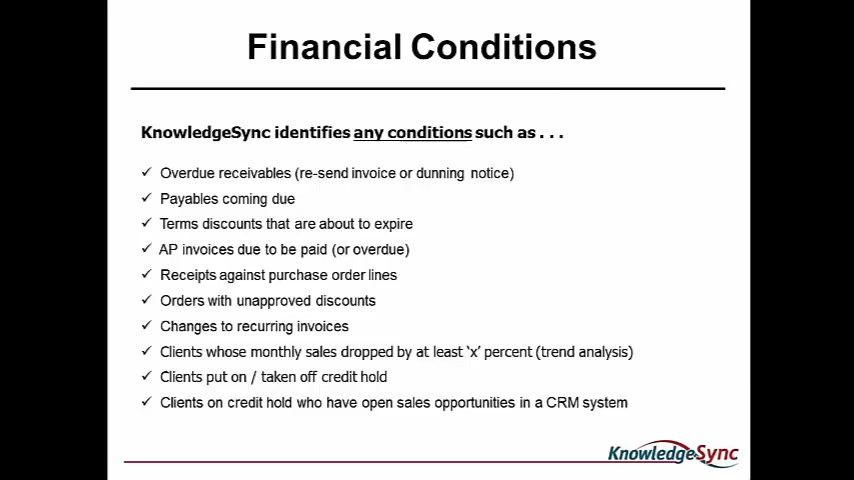 Financial Conditions
KnowledgeSync identifies any conditions such as . . .
✓ Overdue receivables (re-send invoice or dunning notice)
✓ Payables coming due
✓ Terms discounts that are about to expire
✓ AP invoices due to be paid (or overdue)
✓ Receipts against purchase order lines
✓ Orders with unapproved discounts
✓ Changes to recurring invoices
✓ Clients whose monthly sales dropped by at least ‘x’ percent (trend analysis)
✓ Clients put on / taken off credit hold
✓ Clients on credit hold who have open sales opportunities in a CRM system
KnowledgeSync